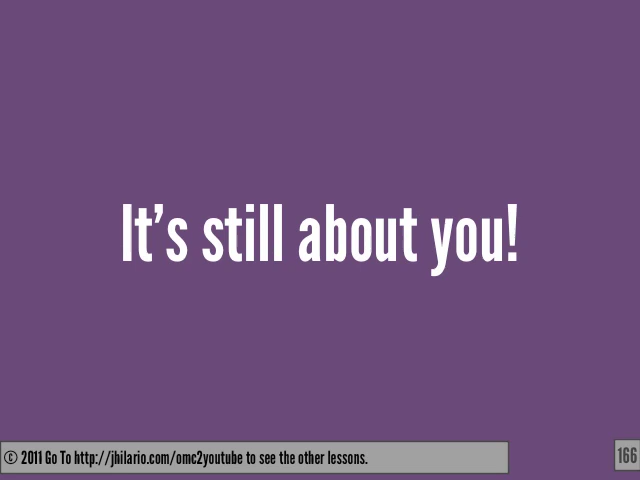 It's still about you!
© 2011 Go To http://jhilario.com/omc2youtube to see the other lessons.
166